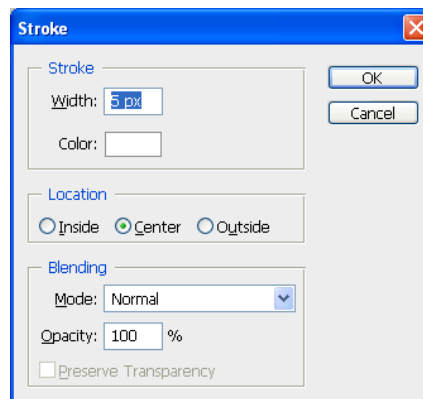 Stroke
Stroke
OK
Width: 5 px
Cancel
Color:
Location
Inside Center Outside
Blending
Mode: Normal
Opacity: 100 %
Preserve Transparency